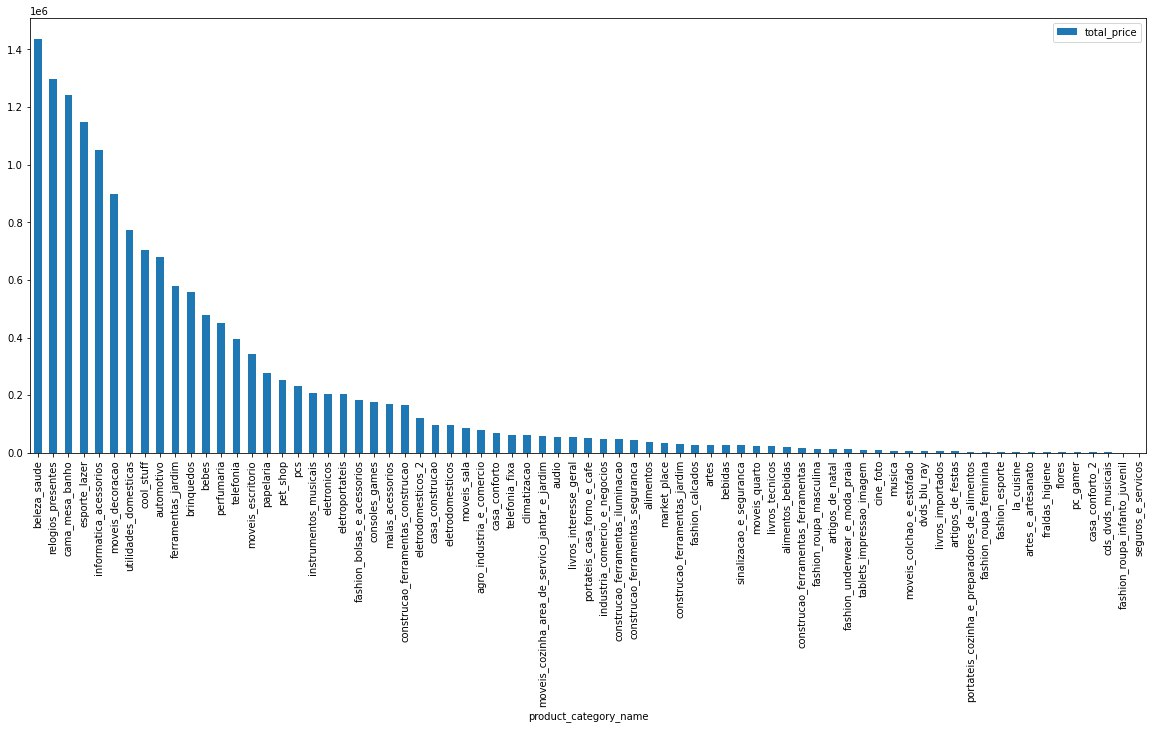 1e6
total_price
1.4
1.2
1.0
0.8
0.6
0.4
0.2
0.0
beleza_saude
relogios_presentes
cama_mesa_banho
esporte_lazer
informatica_acessorios
moveis_decoracao
utilidades_domesticas
cool_stuff
automotivo
ferramentas_jardim
brinquedos
bebes
perfumaria
telefonia
moveis_escritorio
papelaria
pet_shop
pcs
instrumentos_musicais
eletronicos
eletroportateis
fashion_bolsas_e_acessorios
consoles_games
malas_acessorios
construcao_ferramentas_construcao
eletrodomesticos_2
casa_construcao
eletrodomesticos
moveis_sala
agro_industria_e_comercio
casa_conforto
telefonia_fixa
climatizacao
moveis_cozinha_area_de_servico_jantar_e_jardim
audio
livros_interesse_geral
portateis_casa_forno_e_cafe
industria_comercio_e_negocios
construcao_ferramentas_iluminacao
construcao_ferramentas_seguranca
alimentos
market_place
construcao_ferramentas_jardim
fashion_calcados
artes
bebidas
sinalizacao_e_seguranca
moveis_quarto
livros_tecnicos
alimentos_bebidas
construcao_ferramentas_ferramentas
fashion_roupa_masculina
artigos_de_natal
fashion_underwear_e_moda_praia
tablets_impressao_imagem
cine_foto
musica
moveis_colchao_e_estofado
dvds_blu_ray
livros_importados
artigos_de_festas
portateis_cozinha_e_preparadores_de_alimentos
fashion_roupa_feminina
fashion_esporte
la_cuisine
artes_e_artesanato
fraldas_higiene
flores
pc_gamer
casa_conforto_2
cds_dvds_musicais
fashion_roupa_infanto_juvenil
seguros_e_servicos
product_category_name